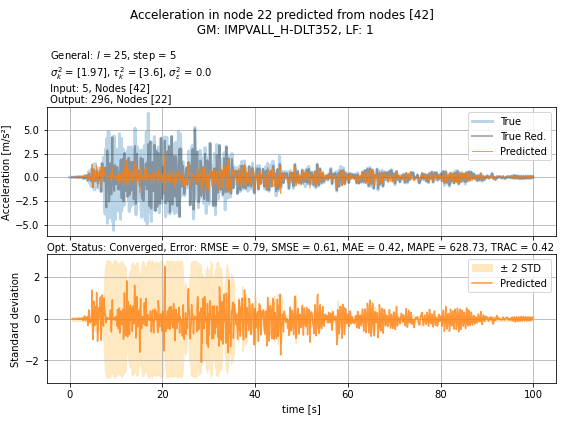 Acceleration in node 22 predicted from nodes [42]
GM: IMPVALL_H-DLT352, LF: 1
General: l = 25, step = 5
σ²ₖ = [1.97], τ²ₖ = [3.6], σ²ε = 0.0
Input: 5, Nodes [42]
Output: 296, Nodes [22]
Acceleration [m/s²]
5.0
2.5
0.0
−2.5
−5.0
True
True Red.
Predicted
Opt. Status: Converged, Error: RMSE = 0.79, SMSE = 0.61, MAE = 0.42, MAPE = 628.73, TRAC = 0.42
Standard deviation
2
0
−2
± 2 STD
Predicted
0 20 40 60 80 100
time [s]